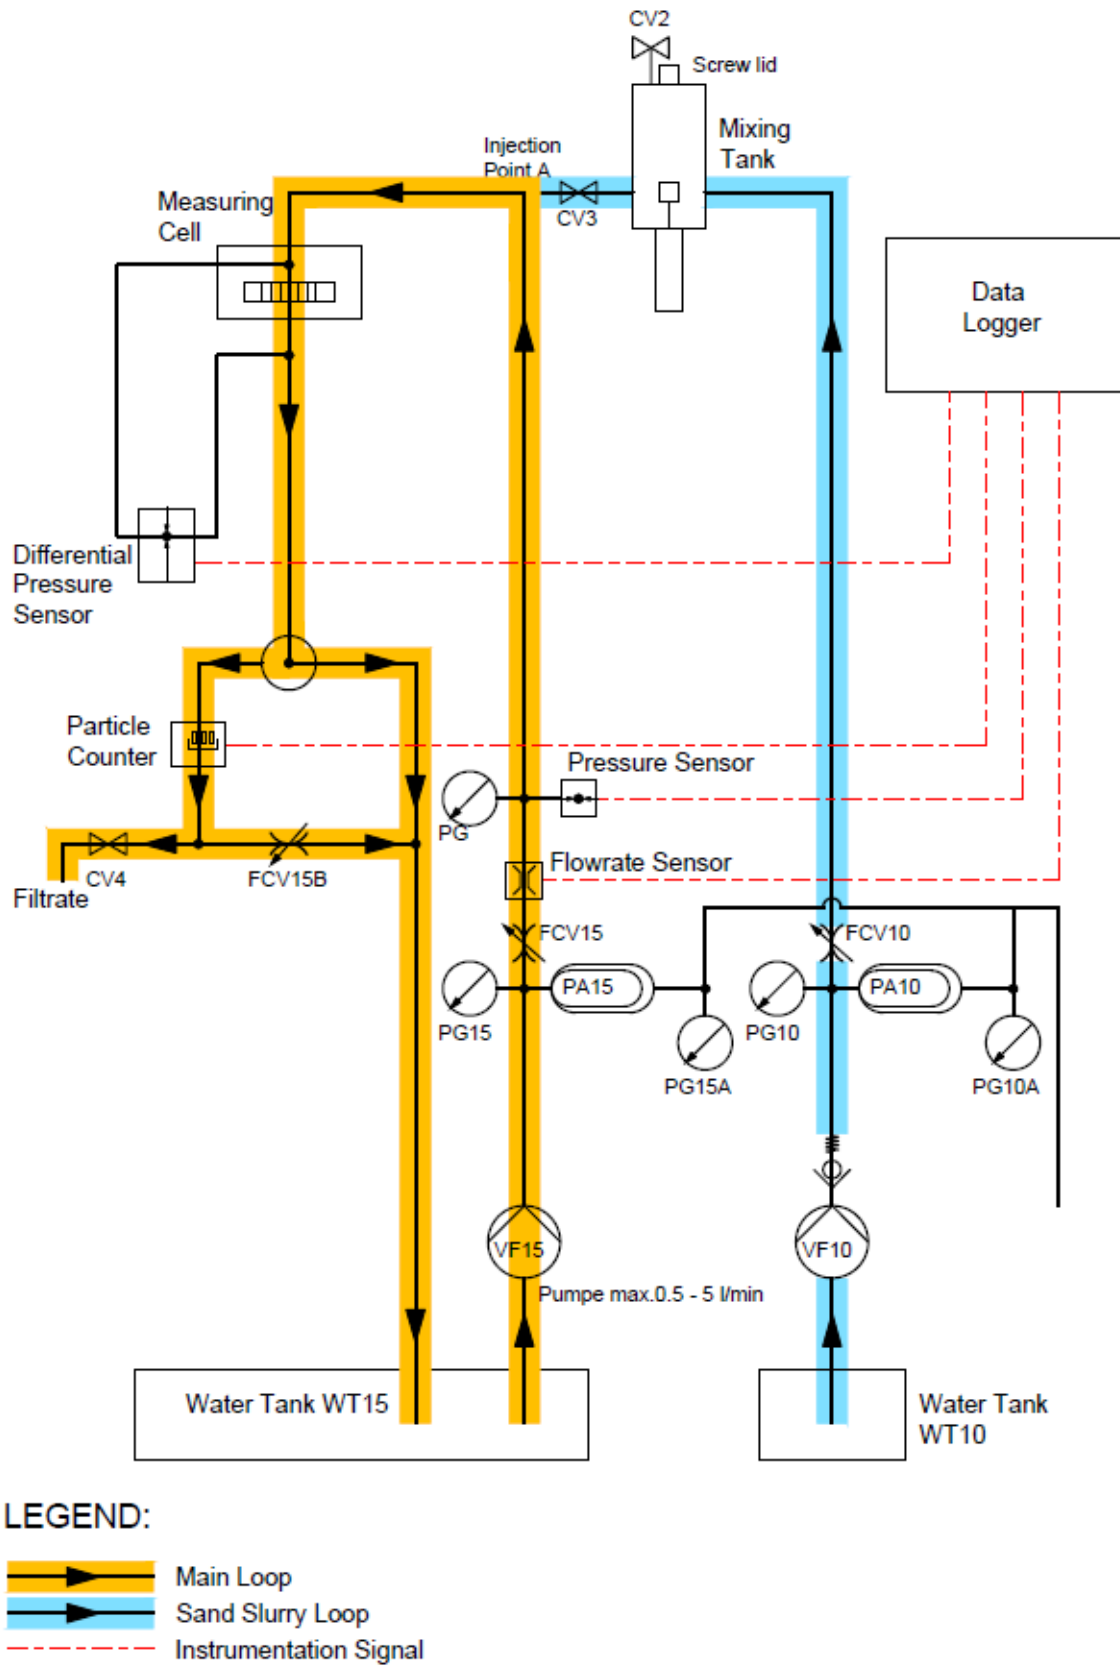 CV2
Screw lid
Mixing
Tank
Injection
Point A
CV3
Measuring
Cell
Data
Logger
Differential
Pressure
Sensor
Particle
Counter
Pressure Sensor
PG
Flowrate Sensor
CV4
FCV15B
Filtrate
FCV15
FCV10
PA15
PA10
PG15
PG10
PG15A
PG10A
VF15
VF10
Pumpe max.0.5 - 5 l/min
Water Tank WT15
Water Tank
WT10
LEGEND:
Main Loop
Sand Slurry Loop
Instrumentation Signal